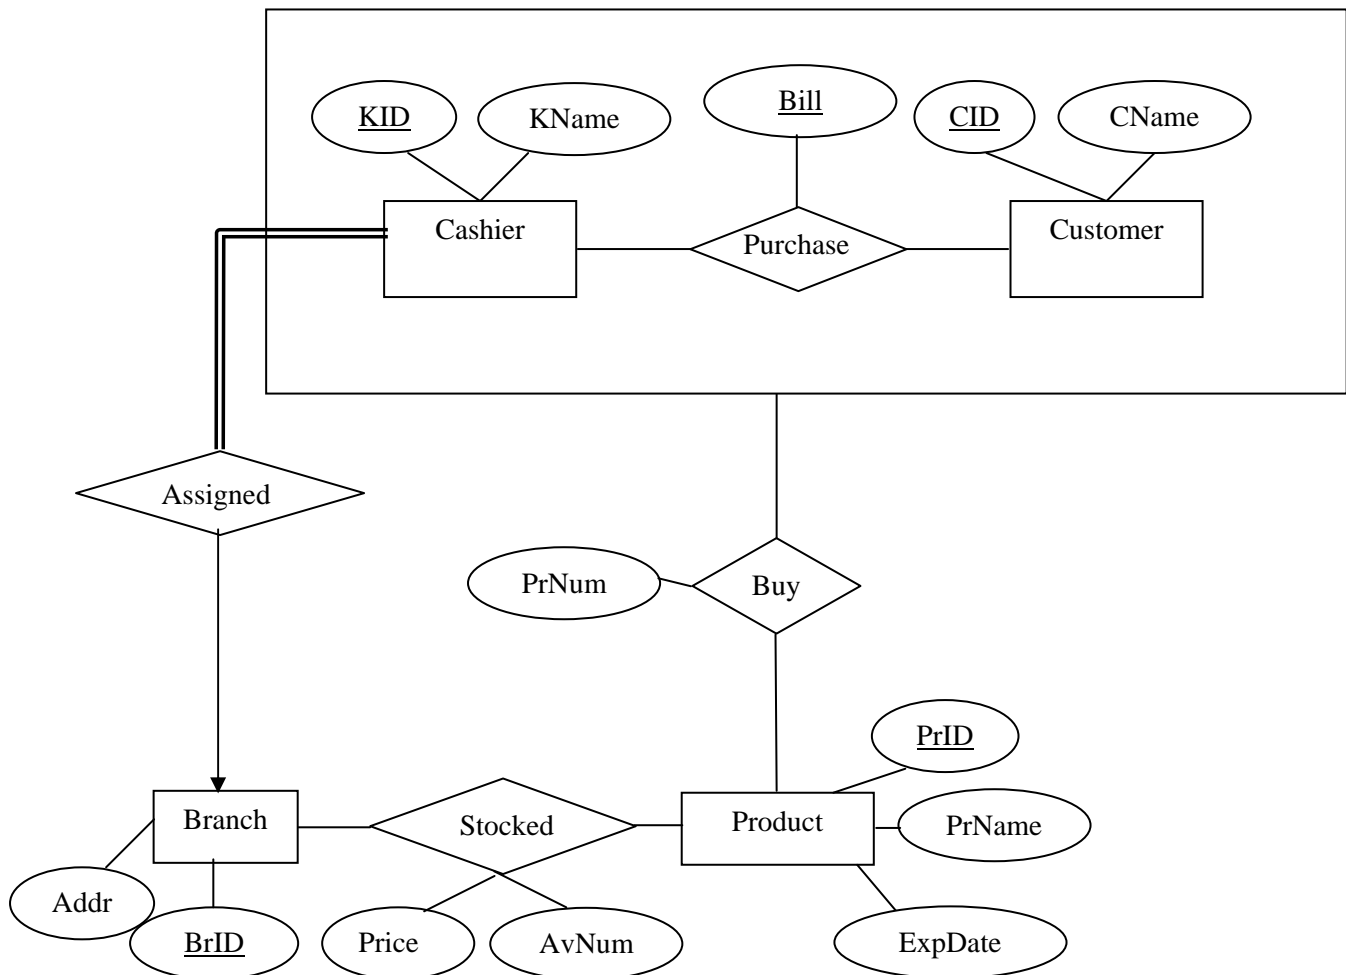 KID
KName
Bill
CID
CName
Cashier
Purchase
Customer
Assigned
PrNum
Buy
PrID
Branch
Stocked
Product
PrName
Addr
BrID
Price
AvNum
ExpDate